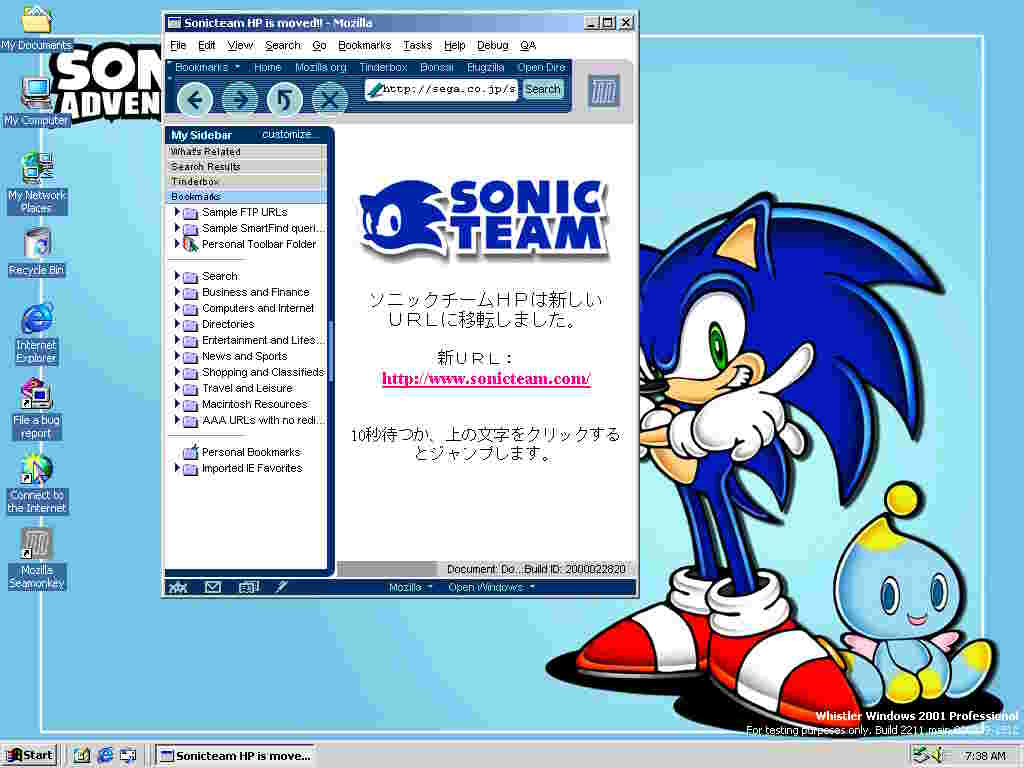 My Documents
My Computer
My Network
Places
Recycle Bin
Internet
Explorer
File a bug
report
Connect to
the Internet
Mozilla
Seamonkey
SON
ADVEN
Sonicteam HP is moved!! - Mozilla
File Edit View Search Go Bookmarks Tasks Help Debug QA
Bookmarks Home Mozilla.org Tinderbox Bonsai Bugzilla Open Dire
http://sega.co.jp/s Search
My Sidebar customize...
What's Related
Search Results
Tinderbox
Bookmarks
Sample FTP URLs
Sample SmartFind queri...
Personal Toolbar Folder
Search
Business and Finance
Computers and Internet
Directories
Entertainment and Lifes...
News and Sports
Shopping and Classifieds
Travel and Leisure
Macintosh Resources
AAA URLs with no redi...
Personal Bookmarks
Imported IE Favorites
SONIC
TEAM
ソニックチームHPは新しい
URLに移転しました。
新URL：
http://www.sonicteam.com/
10秒待つか、上の文字をクリックする
とジャンプします。
Document: Do...Build ID: 2000022820
Mozilla Open Windows
Whistler Windows 2001 Professional
For testing purposes only. Build 2211.main
Start Sonicteam HP is move... 7:38 AM